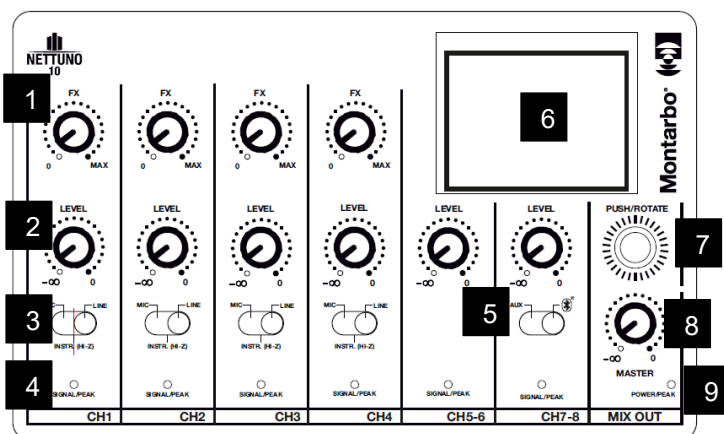 NETTUNO
10
Montarbo®
1
FX FX FX FX
0 MAX 0 MAX 0 MAX 0 MAX
6
2
LEVEL LEVEL LEVEL LEVEL LEVEL LEVEL PUSH/ROTATE
7
-∞ 0 -∞ 0 -∞ 0 -∞ 0 -∞ 0 -∞ 0
3
C LINE MIC LINE MIC LINE MIC LINE
5
AUX
INSTR. (HI-Z) INSTR. (HI-Z) INSTR. (HI-Z) INSTR. (HI-Z)
8
-∞ 0
MASTER
4
SIGNAL/PEAK SIGNAL/PEAK SIGNAL/PEAK SIGNAL/PEAK SIGNAL/PEAK SIGNAL/PEAK POWER/PEAK
9
CH1 CH2 CH3 CH4 CH5-6 CH7-8 MIX OUT